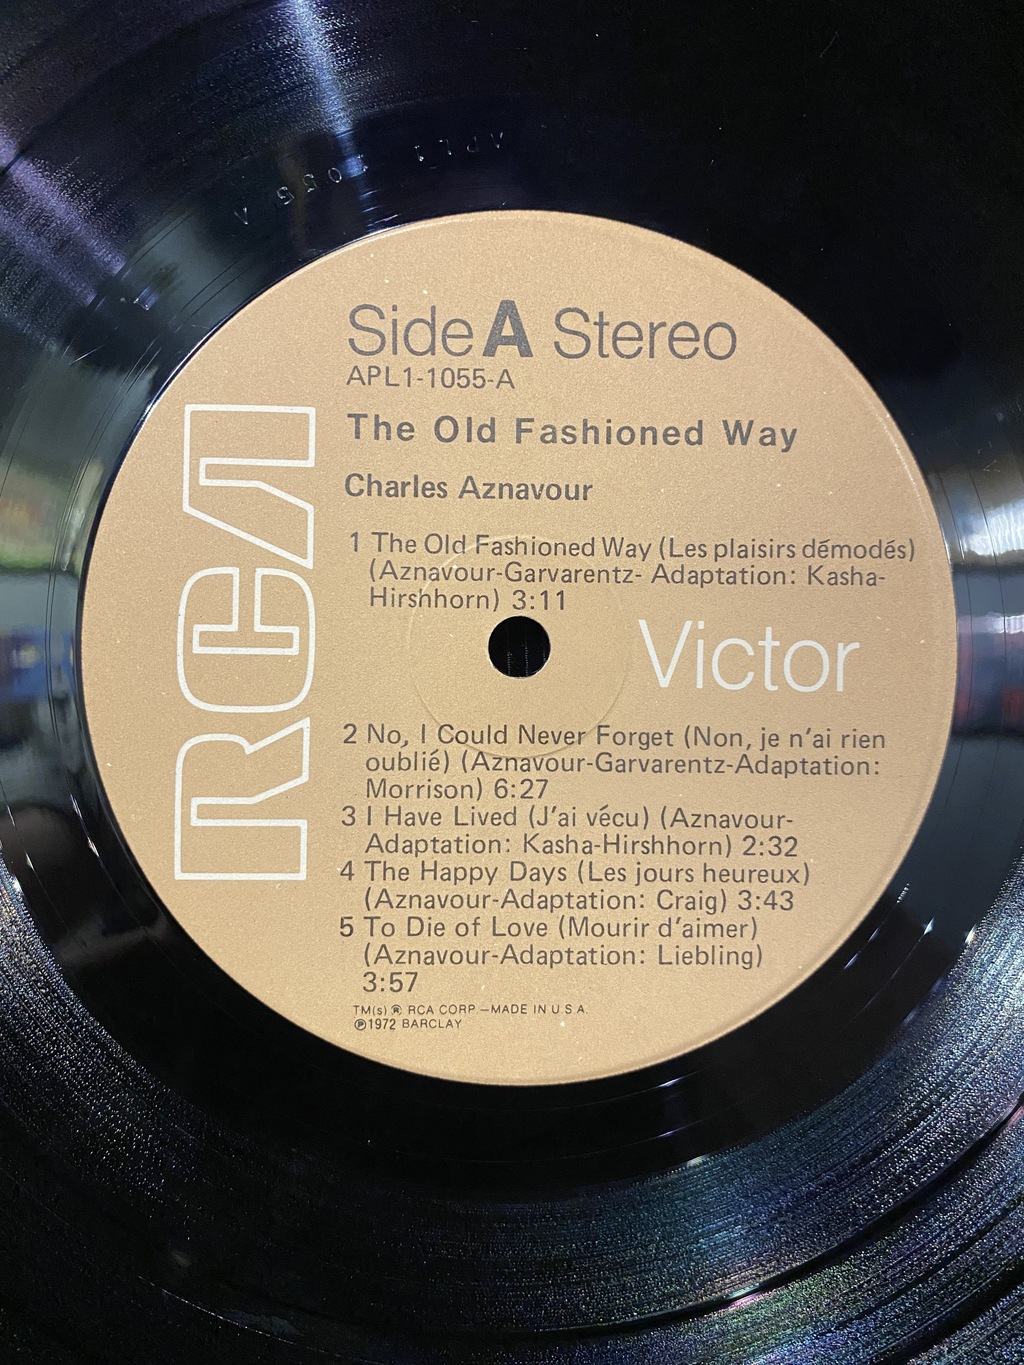 APL1 1055 A
Side A Stereo
APL1-1055-A
The Old Fashioned Way
Charles Aznavour
1 The Old Fashioned Way (Les plaisirs démodés)
(Aznavour-Garvarentz- Adaptation: Kasha-
Hirshhorn) 3:11
RCA
Victor
2 No, I Could Never Forget (Non, je n'ai rien
oublié) (Aznavour-Garvarentz-Adaptation:
Morrison) 6:27
3 I Have Lived (J'ai vécu) (Aznavour-
Adaptation: Kasha-Hirshhorn) 2:32
4 The Happy Days (Les jours heureux)
(Aznavour-Adaptation: Craig) 3:43
5 To Die of Love (Mourir d'aimer)
(Aznavour-Adaptation: Liebling)
3:57
TM(s) ® RCA CORP.—MADE IN U.S.A.
℗1972 BARCLAY